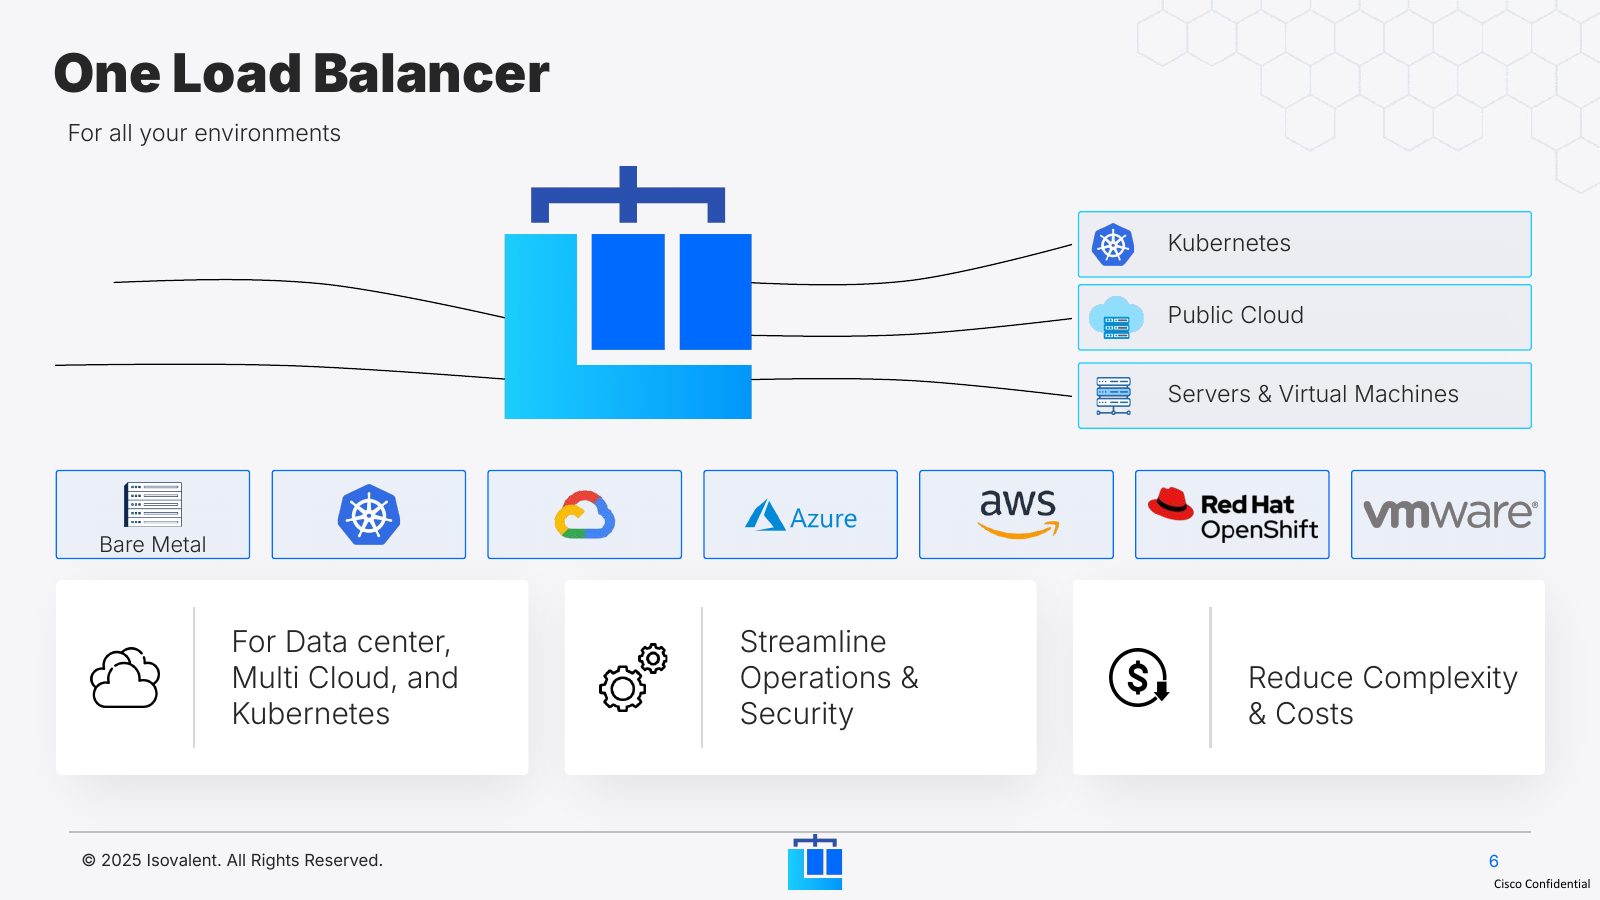 One Load Balancer
For all your environments
Kubernetes
Public Cloud
Servers & Virtual Machines
Bare Metal
Azure
aws
Red Hat
OpenShift
vmware®
For Data center,
Multi Cloud, and
Kubernetes
Streamline
Operations &
Security
$
Reduce Complexity
& Costs
© 2025 Isovalent. All Rights Reserved.
6
Cisco Confidential